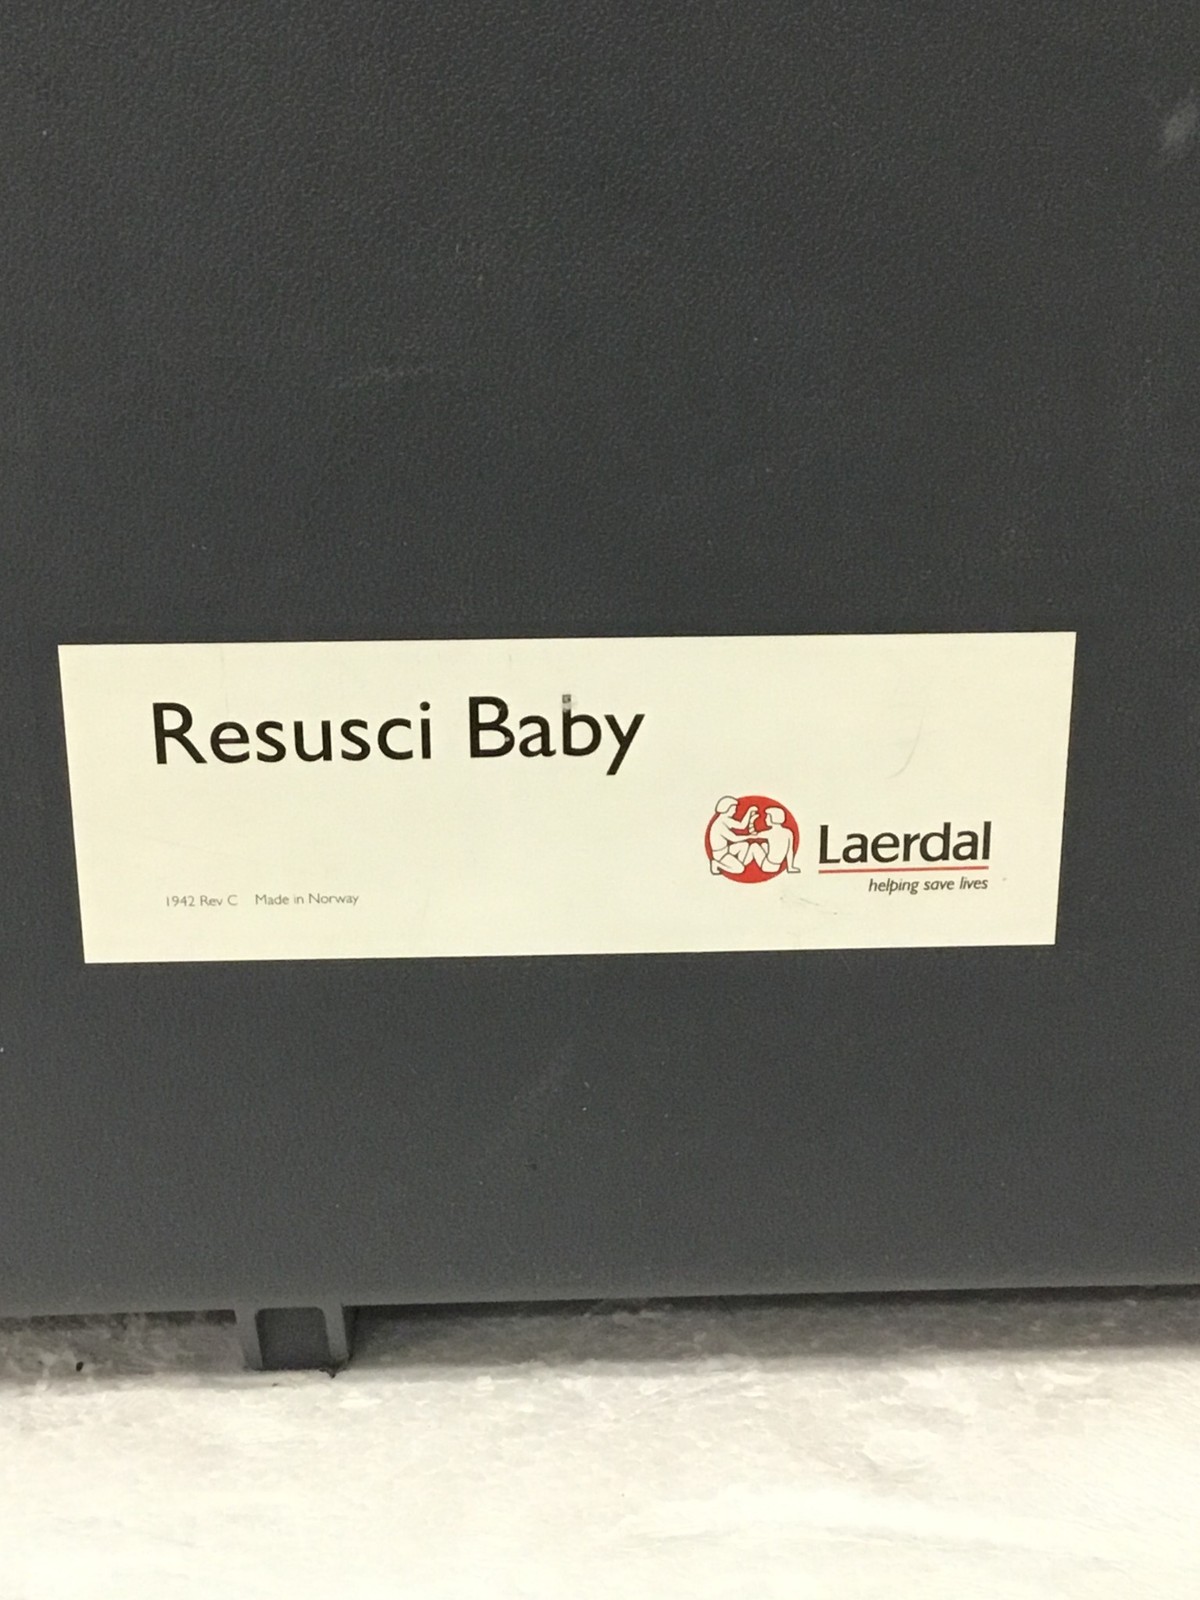 Resusci Baby
Laerdal
helping save lives
1942 Rev C Made in Norway